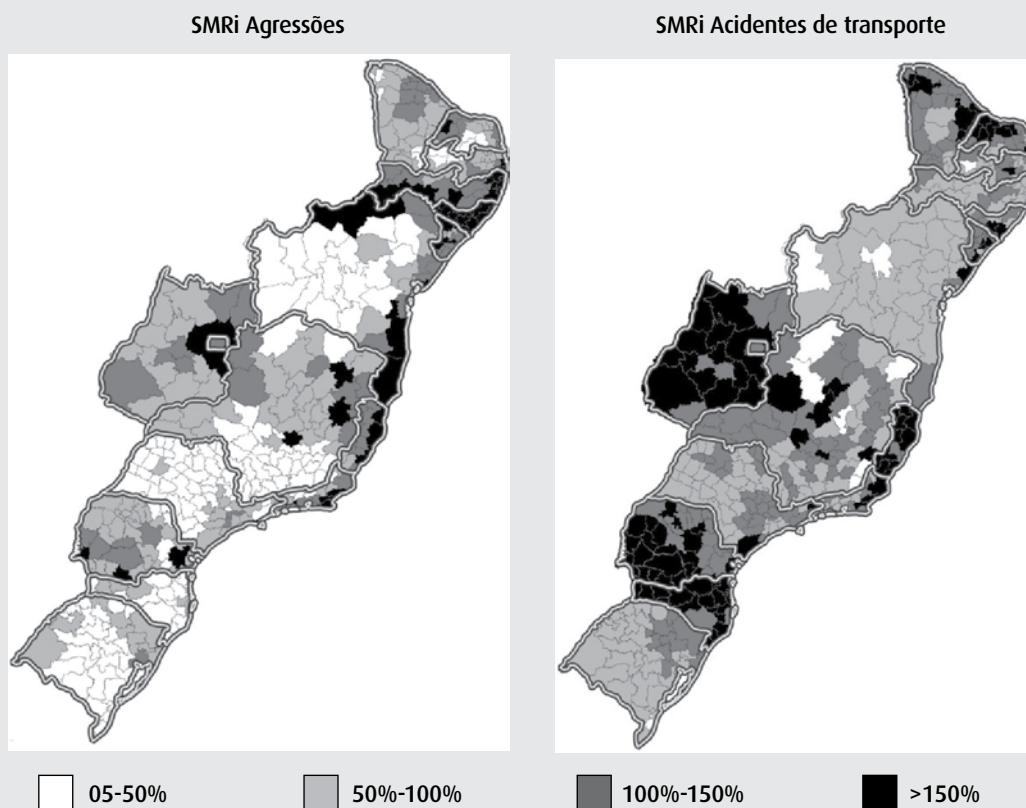 SMRi Agressões
SMRi Acidentes de transporte
05-50%
50%-100%
100%-150%
>150%